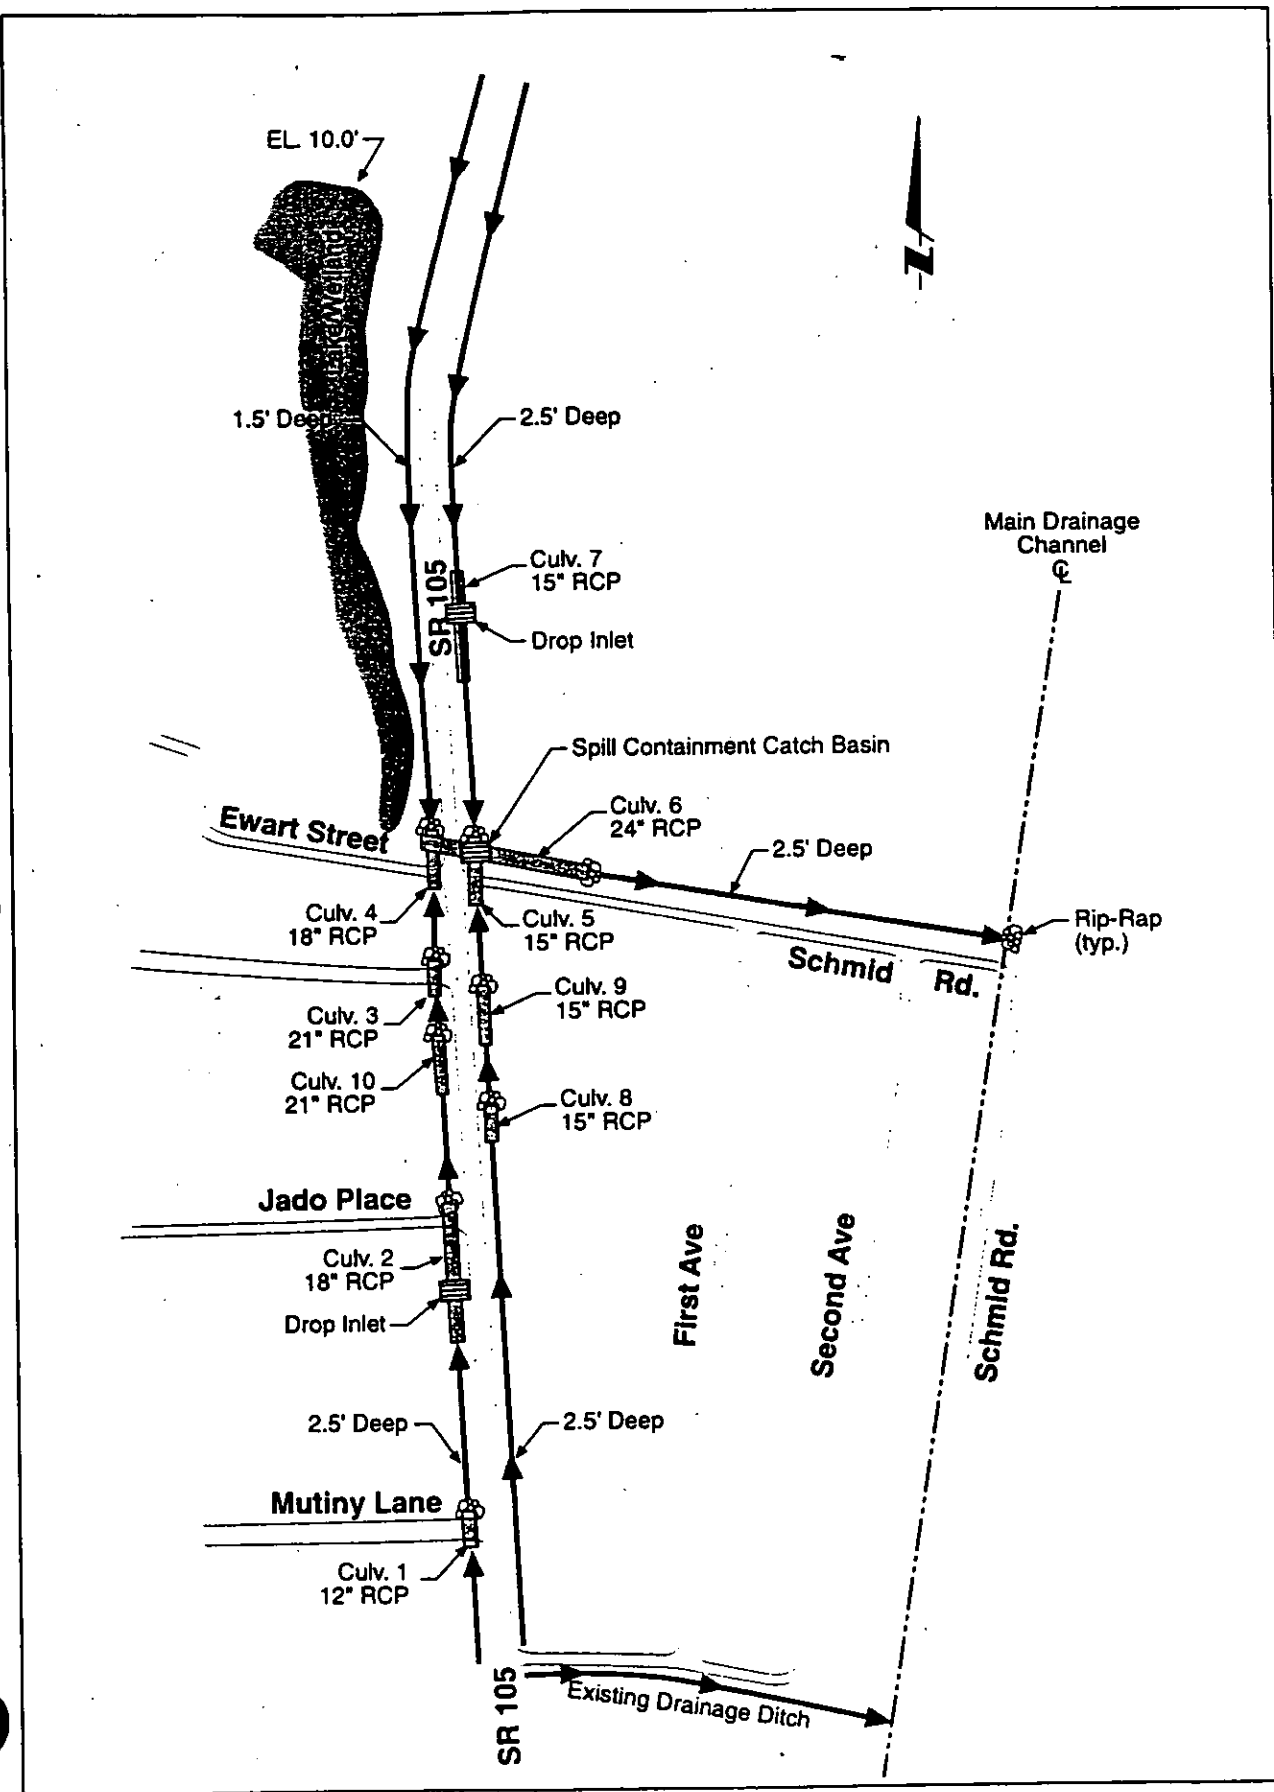 EL. 10.0'
Lake/Wetland
1.5' Deep
2.5' Deep
Main Drainage
Channel
℄
Culv. 7
15" RCP
SR 105
Drop Inlet
Spill Containment Catch Basin
Ewart Street
Culv. 6
24" RCP
2.5' Deep
Culv. 4
18" RCP
Culv. 5
15" RCP
Rip-Rap
(typ.)
Schmid Rd.
Culv. 3
21" RCP
Culv. 9
15" RCP
Culv. 10
21" RCP
Culv. 8
15" RCP
Jado Place
Culv. 2
18" RCP
Drop Inlet
First Ave
Second Ave
Schmid Rd.
2.5' Deep
2.5' Deep
Mutiny Lane
Culv. 1
12" RCP
SR 105
Existing Drainage Ditch
Z